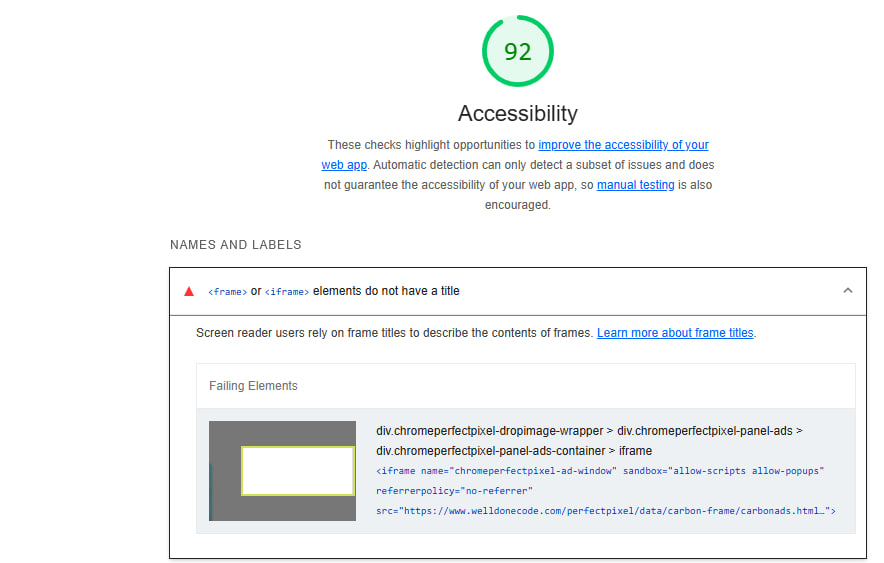 92
Accessibility
These checks highlight opportunities to improve the accessibility of your
web app. Automatic detection can only detect a subset of issues and does
not guarantee the accessibility of your web app, so manual testing is also
encouraged.
NAMES AND LABELS
<frame> or <iframe> elements do not have a title
Screen reader users rely on frame titles to describe the contents of frames. Learn more about frame titles.
Failing Elements
div.chromeperfectpixel-dropimage-wrapper > div.chromeperfectpixel-panel-ads >
div.chromeperfectpixel-panel-ads-container > iframe
<iframe name="chromeperfectpixel-ad-window" sandbox="allow-scripts allow-popups"
referrerpolicy="no-referrer"
src="https://www.welldonecode.com/perfectpixel/data/carbon-frame/carbonads.html…">